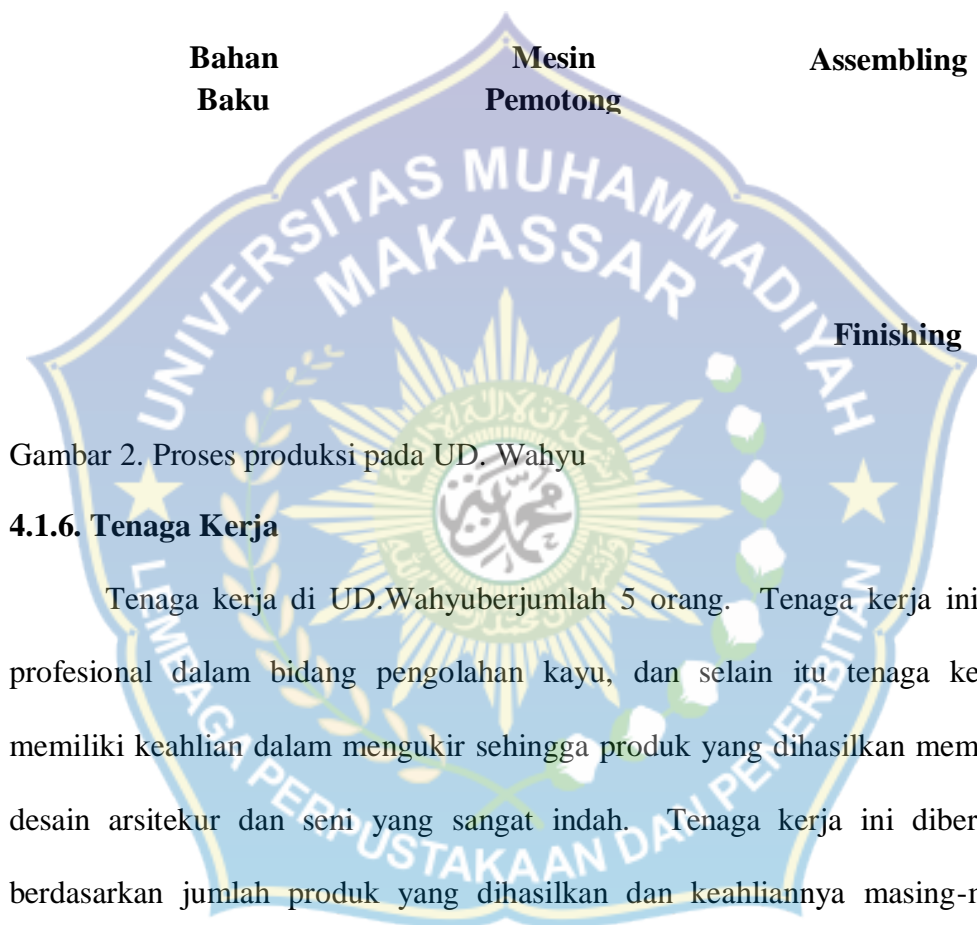 Bahan Baku
Mesin Pemotong
Assembling
Finishing
UNIVERSITAS MUHAMMADIYAH
MAKASSAR
Gambar 2. Proses produksi pada UD. Wahyu
4.1.6. Tenaga Kerja
Tenaga kerja di UD.Wahyuberjumlah 5 orang. Tenaga kerja ini
profesional dalam bidang pengolahan kayu, dan selain itu tenaga ke
memiliki keahlian dalam mengukir sehingga produk yang dihasilkan mem
desain arsitekur dan seni yang sangat indah. Tenaga kerja ini diber
berdasarkan jumlah produk yang dihasilkan dan keahliannya masing-
LEMBAGA PERPUSTAKAAN DAN PENERBITAN